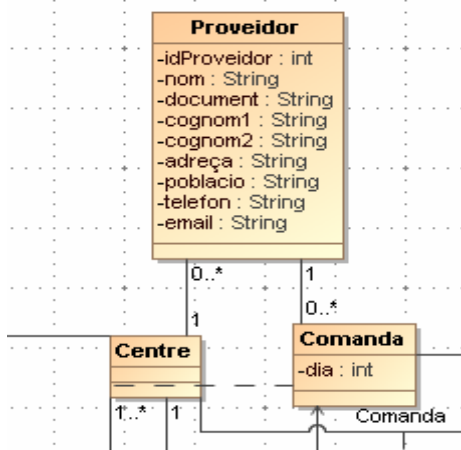 Proveidor
-idProveidor : int
-nom : String
-document : String
-cognom1 : String
-cognom2 : String
-adreça : String
-poblacio : String
-telefon : String
-email : String
0..* 1
1 0..*
Centre
Comanda
-dia : int
1..* 1
Comanda